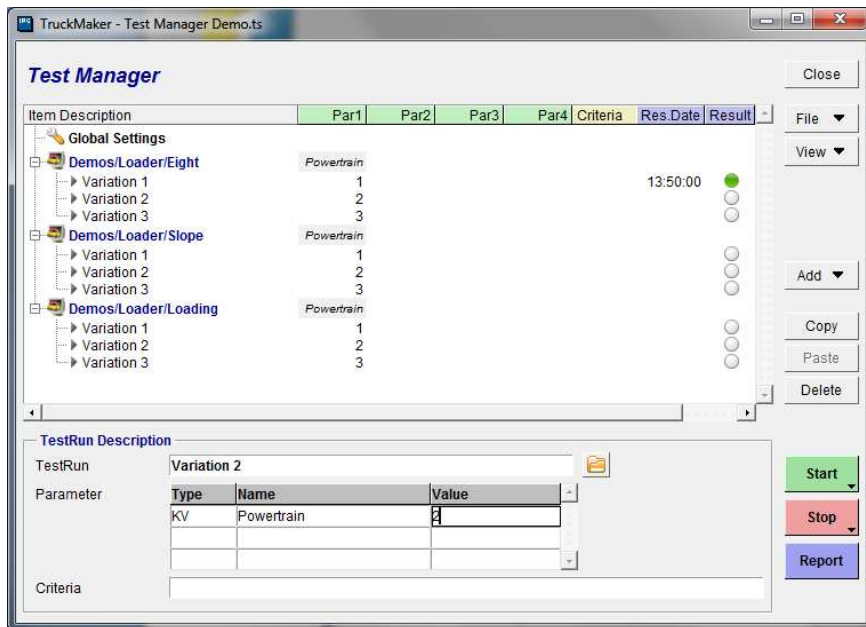 TruckMaker - Test Manager Demo.ts
Test Manager
Close
Item Description Par1 Par2 Par3 Par4 Criteria Res.Date Result
File
Global Settings
View
Demos/Loader/Eight Powertrain
Variation 1 1 13:50:00
Variation 2 2
Variation 3 3
Demos/Loader/Slope Powertrain
Variation 1 1
Variation 2 2
Variation 3 3
Add
Demos/Loader/Loading Powertrain
Variation 1 1
Variation 2 2
Variation 3 3
Copy
Paste
Delete
TestRun Description
TestRun Variation 2
Start
Parameter Type Name Value
KV Powertrain 2
Stop
Report
Criteria